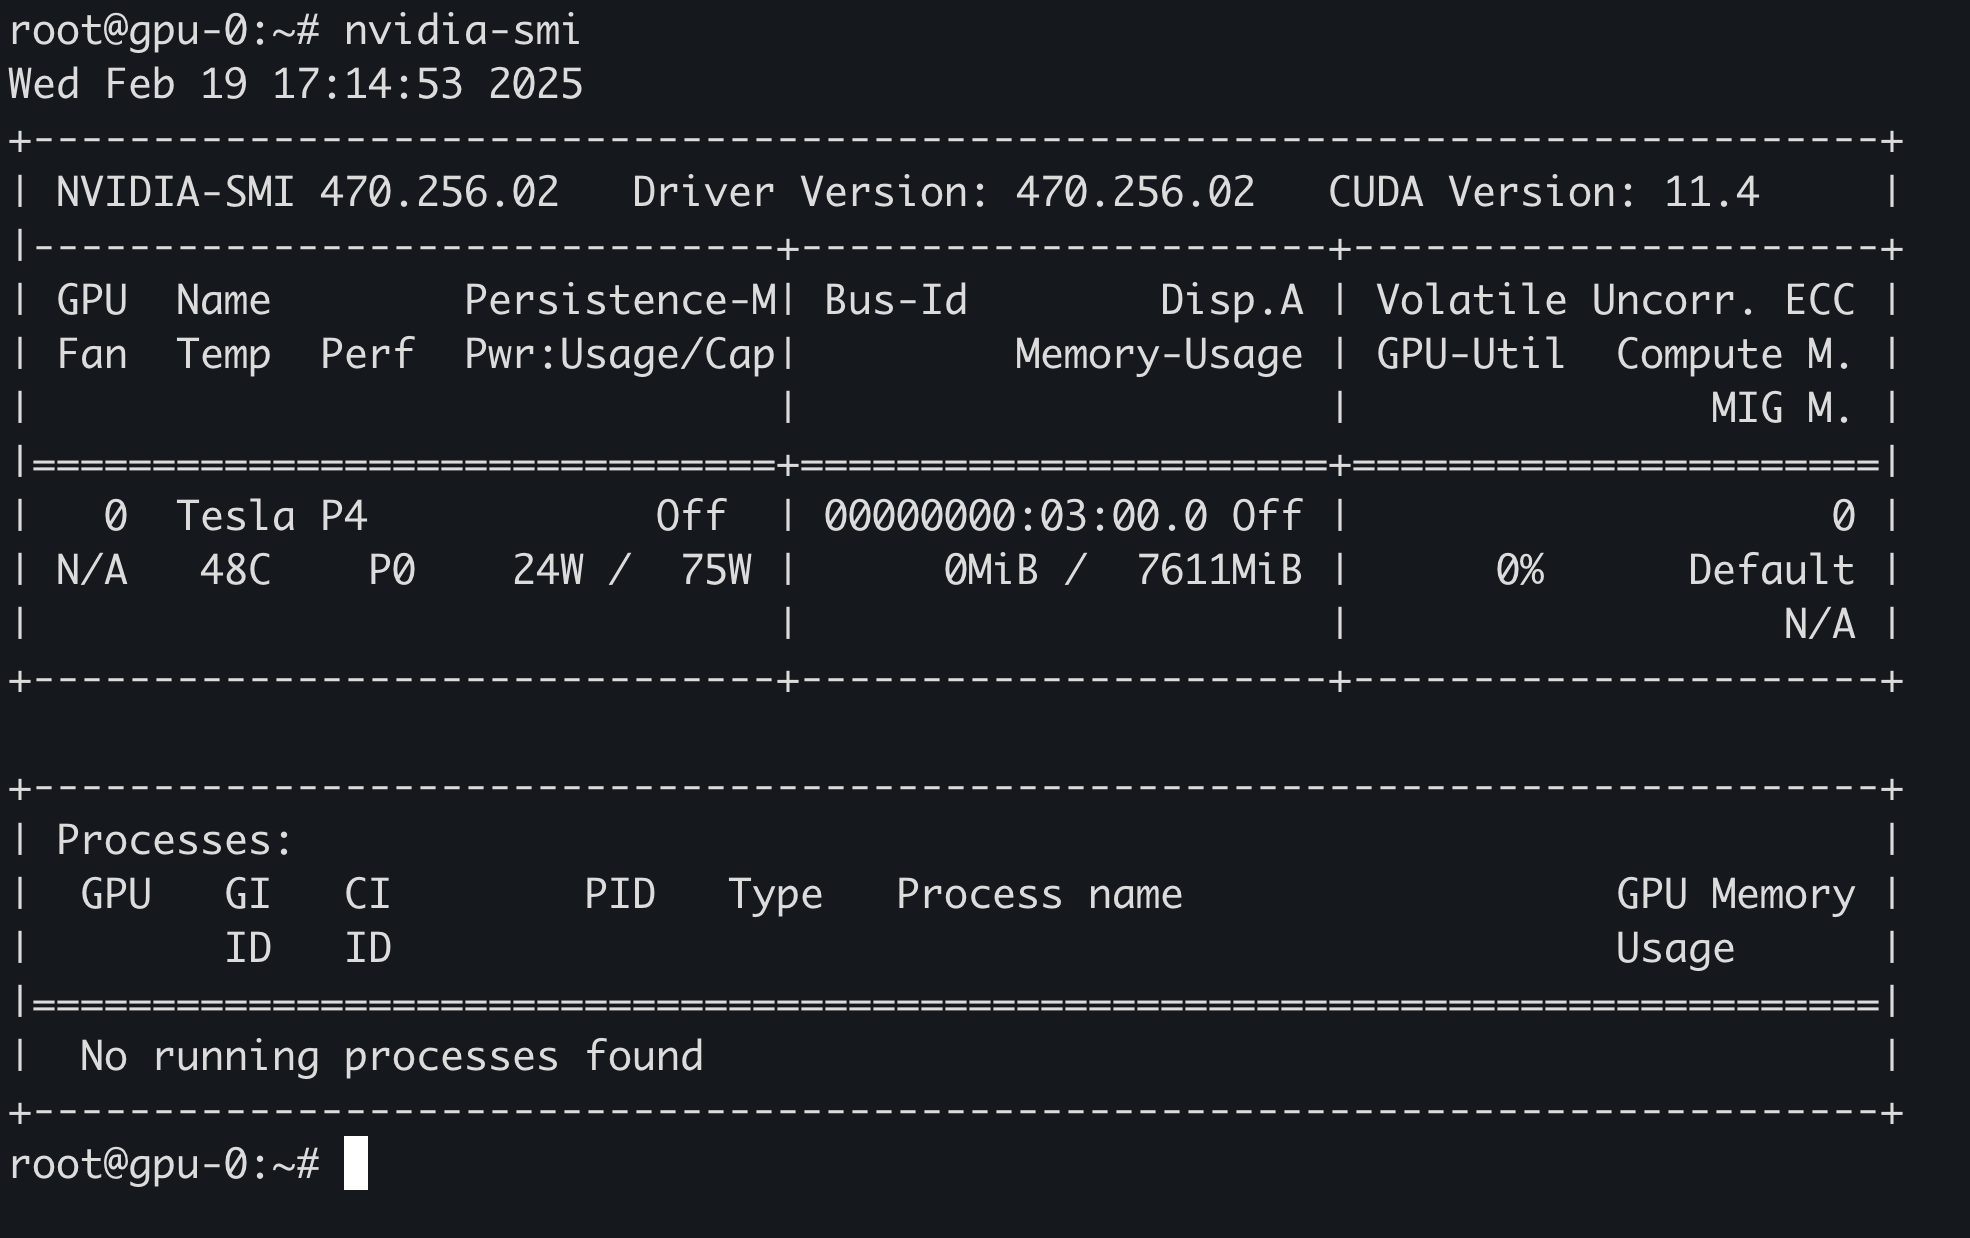 root@gpu-0:~# nvidia-smi
Wed Feb 19 17:14:53 2025
+-----------------------------------------------------------------------------+
| NVIDIA-SMI 470.256.02   Driver Version: 470.256.02   CUDA Version: 11.4     |
|-------------------------------+----------------------+----------------------+
| GPU  Name        Persistence-M| Bus-Id        Disp.A | Volatile Uncorr. ECC |
| Fan  Temp  Perf  Pwr:Usage/Cap|         Memory-Usage | GPU-Util  Compute M. |
|                               |                      |               MIG M. |
|===============================+======================+======================|
|   0  Tesla P4            Off  | 00000000:03:00.0 Off |                    0 |
| N/A   48C    P0    24W /  75W |      0MiB /  7611MiB |      0%      Default |
|                               |                      |                  N/A |
+-------------------------------+----------------------+----------------------+

+-----------------------------------------------------------------------------+
| Processes:                                                                  |
|  GPU   GI   CI        PID   Type   Process name                  GPU Memory |
|        ID   ID                                                   Usage      |
|=============================================================================|
|  No running processes found                                                 |
+-----------------------------------------------------------------------------+
root@gpu-0:~#